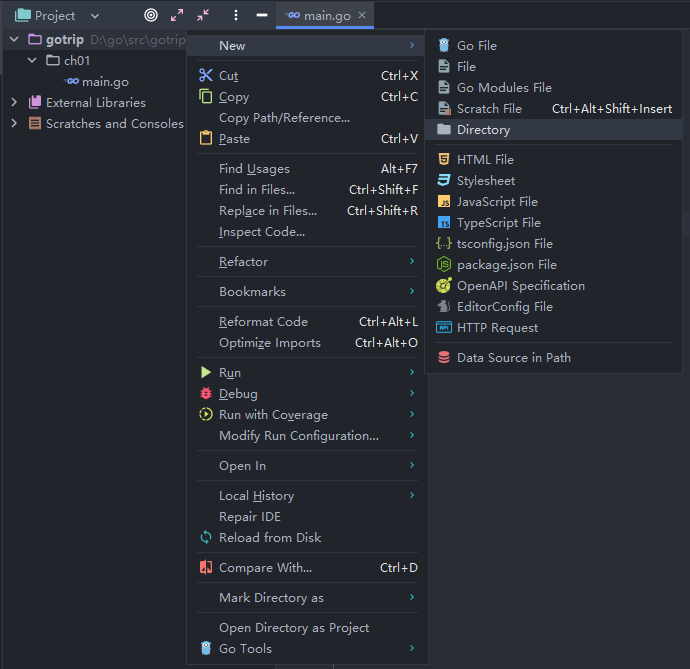 Project
main.go
gotrip D:\go\src\gotrip
ch01
main.go
External Libraries
Scratches and Consoles
New
Cut Ctrl+X
Copy Ctrl+C
Copy Path/Reference...
Paste Ctrl+V
Find Usages Alt+F7
Find in Files... Ctrl+Shift+F
Replace in Files... Ctrl+Shift+R
Inspect Code...
Refactor
Bookmarks
Reformat Code Ctrl+Alt+L
Optimize Imports Ctrl+Alt+O
Run
Debug
Run with Coverage
Modify Run Configuration...
Open In
Local History
Repair IDE
Reload from Disk
Compare With... Ctrl+D
Mark Directory as
Open Directory as Project
Go Tools
Go File
File
Go Modules File
Scratch File Ctrl+Alt+Shift+Insert
Directory
HTML File
Stylesheet
JavaScript File
TypeScript File
tsconfig.json File
package.json File
OpenAPI Specification
EditorConfig File
HTTP Request
Data Source in Path